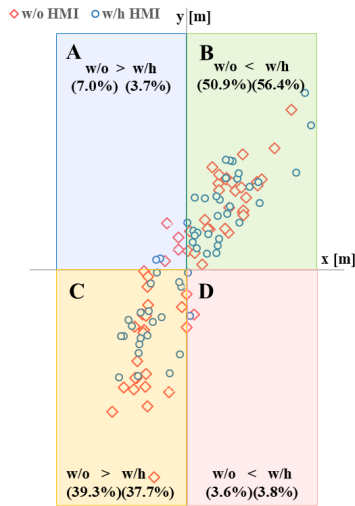 w/o HMI w/h HMI
y [m]
A
w/o > w/h
(7.0%) (3.7%)
B
w/o < w/h
(50.9%)(56.4%)
x [m]
C
w/o > w/h
(39.3%)(37.7%)
D
w/o < w/h
(3.6%)(3.8%)